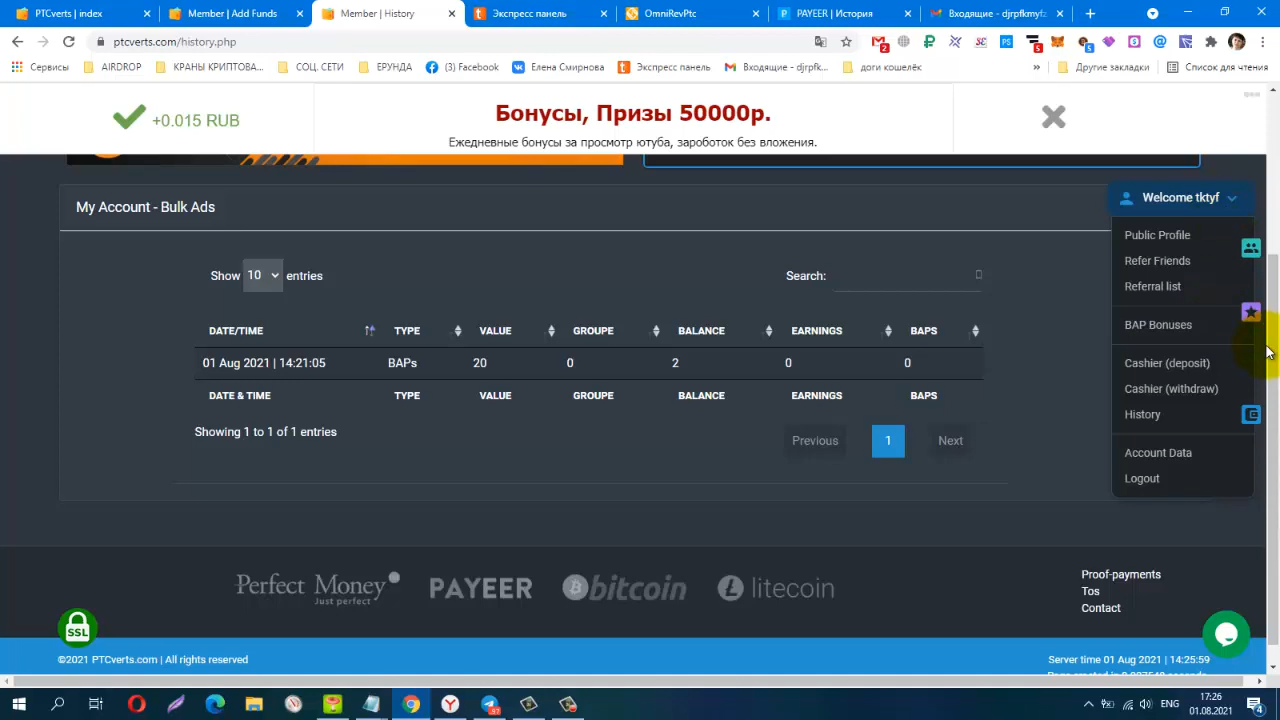 PTCverts | index
Member | Add Funds
Member | History
Экспресс панель
OmniRevPtc
PAYEER | История
Входящие - djrpfkmyf
ptcverts.com/history.php
Сервисы
AIRDROP
КРАНЫ КРИПТОВА...
СОЦ. СЕТИ
ЕРУНДА
(3) Facebook
Елена Смирнова
Экспресс панель
Входящие - djrpfk...
доги кошелёк
»
Другие закладки
Список для чтения
+0.015 RUB
Бонусы, Призы 50000р.
Ежедневные бонусы за просмотр ютуба, зароботок без вложения.
My Account - Bulk Ads
Welcome tktyf
Public Profile
Refer Friends
Referral list
BAP Bonuses
Cashier (deposit)
Cashier (withdraw)
History
Account Data
Logout
Show 10 entries
Search:
DATE/TIME TYPE VALUE GROUPE BALANCE EARNINGS BAPS
01 Aug 2021 | 14:21:05 BAPs 20 0 2 0 0
DATE & TIME TYPE VALUE GROUPE BALANCE EARNINGS BAPS
Showing 1 to 1 of 1 entries
Previous 1 Next
Perfect Money
Just perfect
PAYEER
bitcoin
litecoin
Proof-payments
Tos
Contact
SSL
©2021 PTCverts.com | All rights reserved
Server time 01 Aug 2021 | 14:25:59
ENG
17:26
01.08.2021